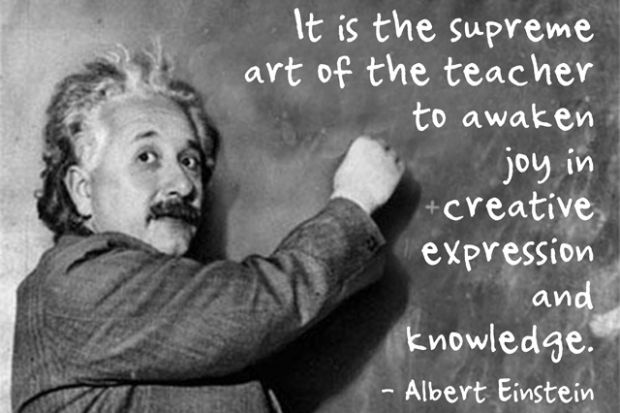 It is the supreme
art of the teacher
to awaken
joy in
creative
expression
and
knowledge.
- Albert Einstein